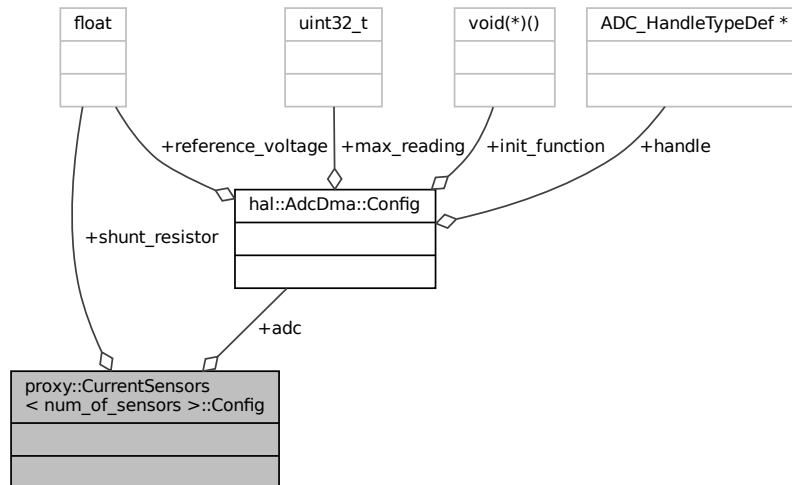 float
uint32_t
void(*)()
ADC_HandleTypeDef *
+reference_voltage
+max_reading
+init_function
+handle
hal::AdcDma::Config
+shunt_resistor
+adc
proxy::CurrentSensors
< num_of_sensors >::Config